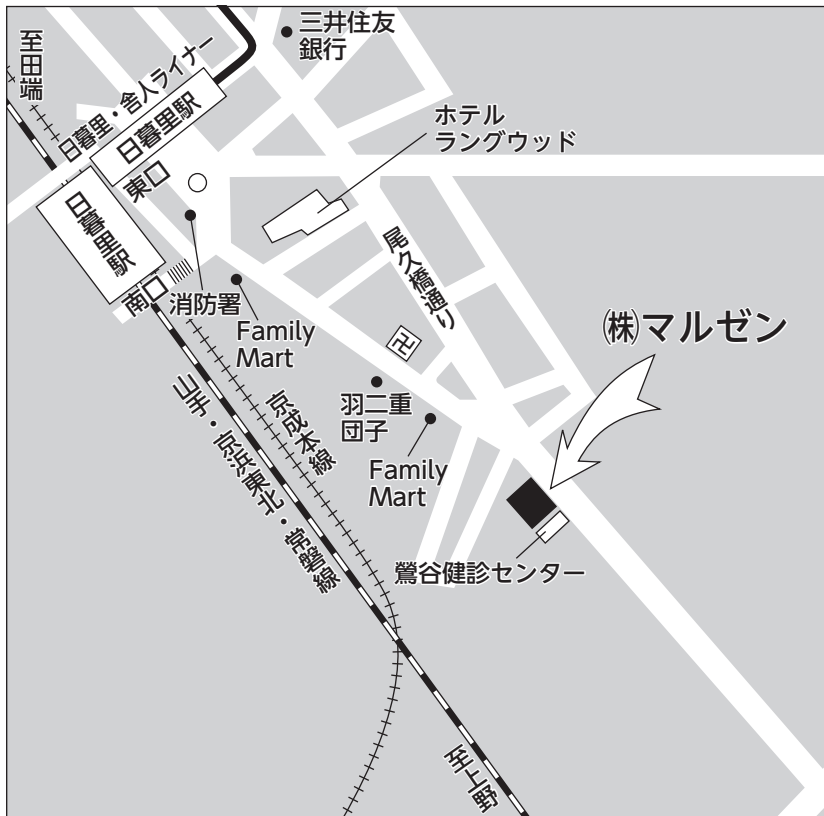 三井住友
銀行
至田端
日暮里・舎人ライナー
日暮里駅
東口
日暮里駅
南口
ホテル
ラングウッド
消防署
Family
Mart
尾久橋通り
㈱マルゼン
卍
羽二重
団子
Family
Mart
京成本線
山手・京浜東北・常磐線
鶯谷健診センター
至上野